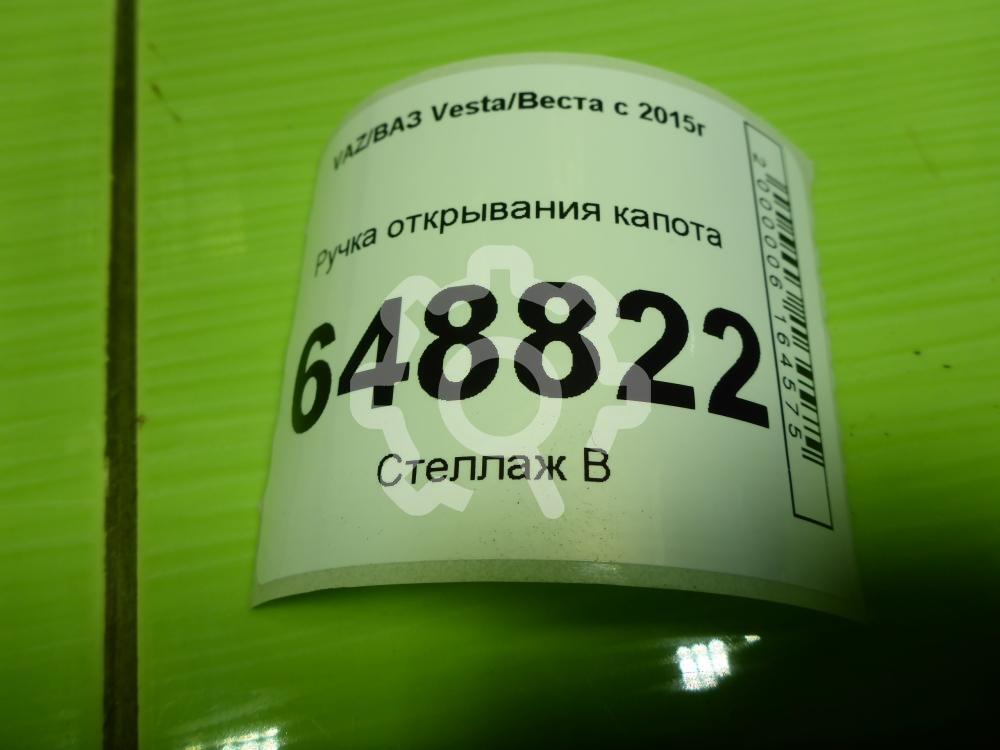 VAZ/ВАЗ Vesta/Веста с 2015г
Ручка открывания капота
648822
Стеллаж В
2000006164575